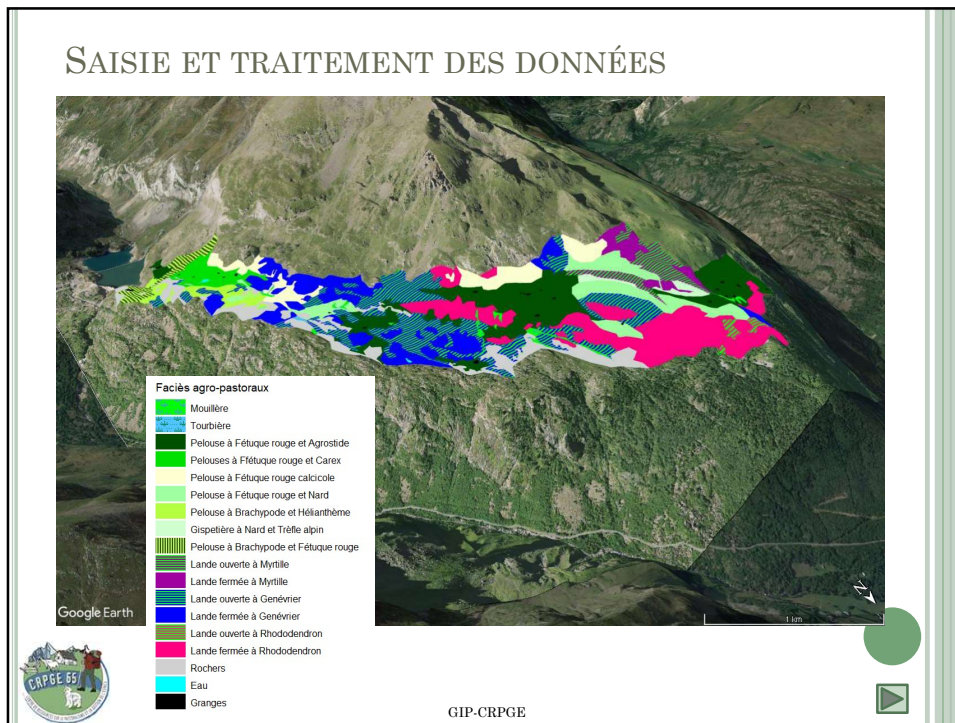 SAISIE ET TRAITEMENT DES DONNÉES
Faciès agro-pastoraux
Mouillère
Tourbière
Pelouse à Fétuque rouge et Agrostide
Pelouses à Ffétuque rouge et Carex
Pelouse à Fétuque rouge calcicole
Pelouse à Fétuque rouge et Nard
Pelouse à Brachypode et Hélianthème
Gispetière à Nard et Trèfle alpin
Pelouse à Brachypode et Fétuque rouge
Lande ouverte à Myrtille
Lande fermée à Myrtille
Lande ouverte à Genévrier
Lande fermée à Genévrier
Lande ouverte à Rhododendron
Lande fermée à Rhododendron
Rochers
Eau
Granges
Google Earth
N
1 km
CRPGE 65
GIP-CRPGE